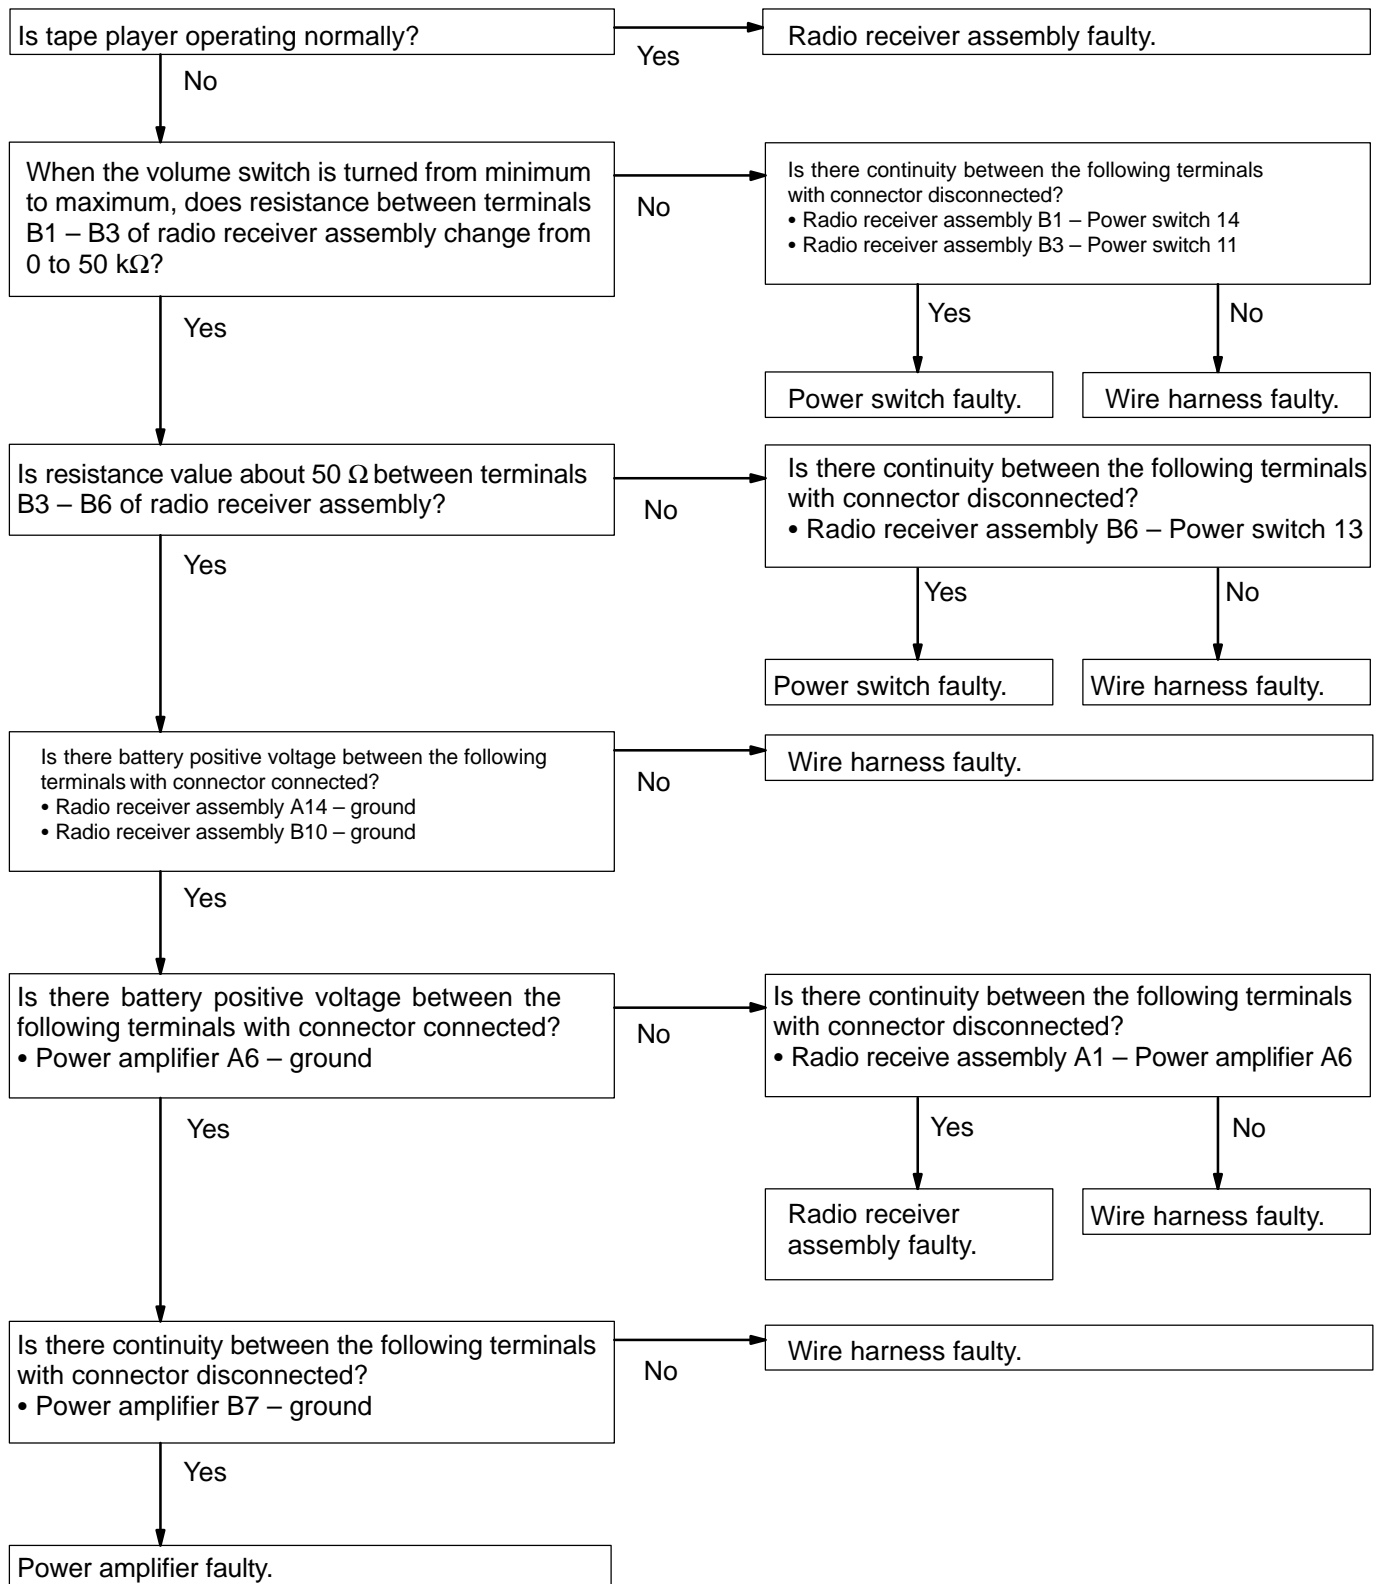 Is tape player operating normally?
Yes
Radio receiver assembly faulty.
No
When the volume switch is turned from minimum
to maximum, does resistance between terminals
B1 – B3 of radio receiver assembly change from
0 to 50 kΩ?
No
Is there continuity between the following terminals
with connector disconnected?
• Radio receiver assembly B1 – Power switch 14
• Radio receiver assembly B3 – Power switch 11
Yes
Yes
No
Power switch faulty.
Wire harness faulty.
Is resistance value about 50 Ω between terminals
B3 – B6 of radio receiver assembly?
No
Is there continuity between the following terminals
with connector disconnected?
• Radio receiver assembly B6 – Power switch 13
Yes
Yes
No
Power switch faulty.
Wire harness faulty.
Is there battery positive voltage between the following
terminals with connector connected?
• Radio receiver assembly A14 – ground
• Radio receiver assembly B10 – ground
No
Wire harness faulty.
Yes
Is there battery positive voltage between the
following terminals with connector connected?
• Power amplifier A6 – ground
No
Is there continuity between the following terminals
with connector disconnected?
• Radio receive assembly A1 – Power amplifier A6
Yes
Yes
No
Radio receiver
assembly faulty.
Wire harness faulty.
Is there continuity between the following terminals
with connector disconnected?
• Power amplifier B7 – ground
No
Wire harness faulty.
Yes
Power amplifier faulty.